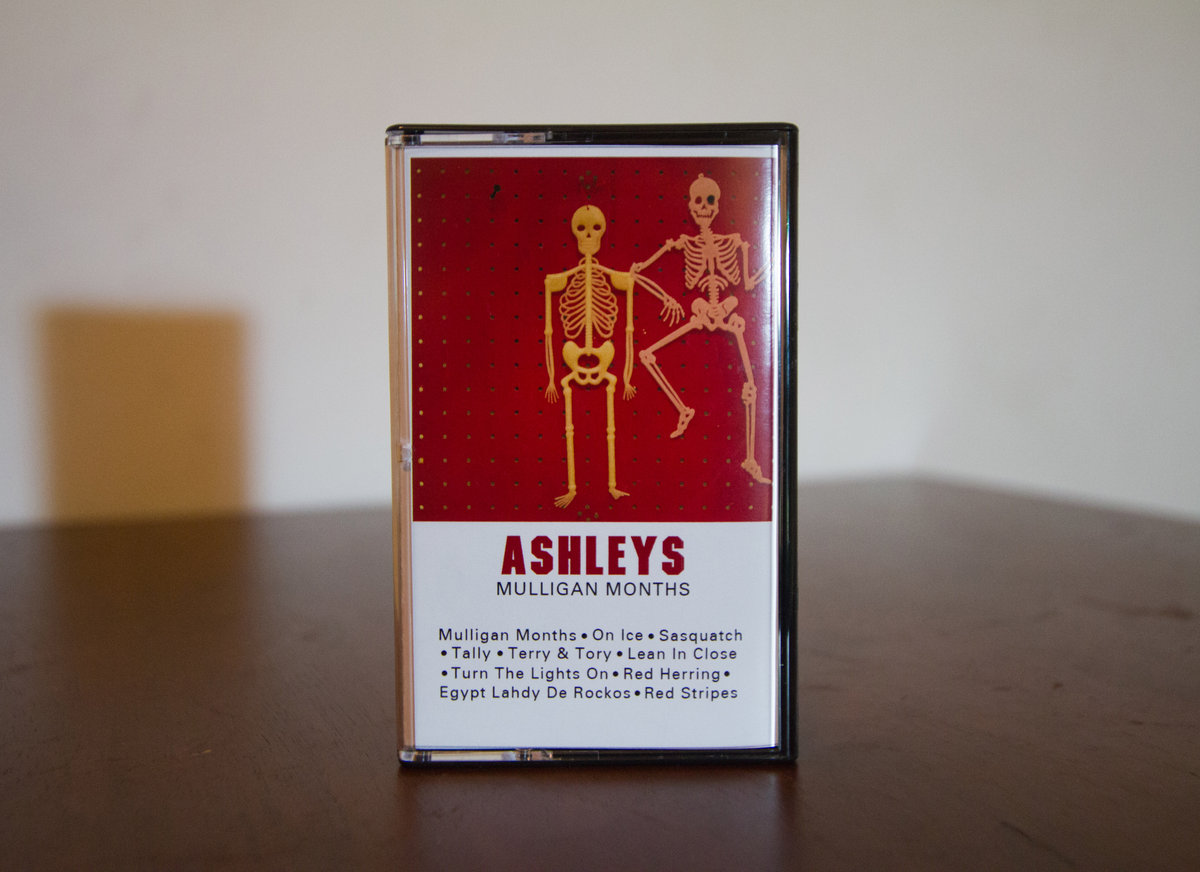 ASHLEYS
MULLIGAN MONTHS
Mulligan Months • On Ice • Sasquatch
• Tally • Terry & Tory • Lean In Close
• Turn The Lights On • Red Herring •
Egypt Lahdy De Rockos • Red Stripes